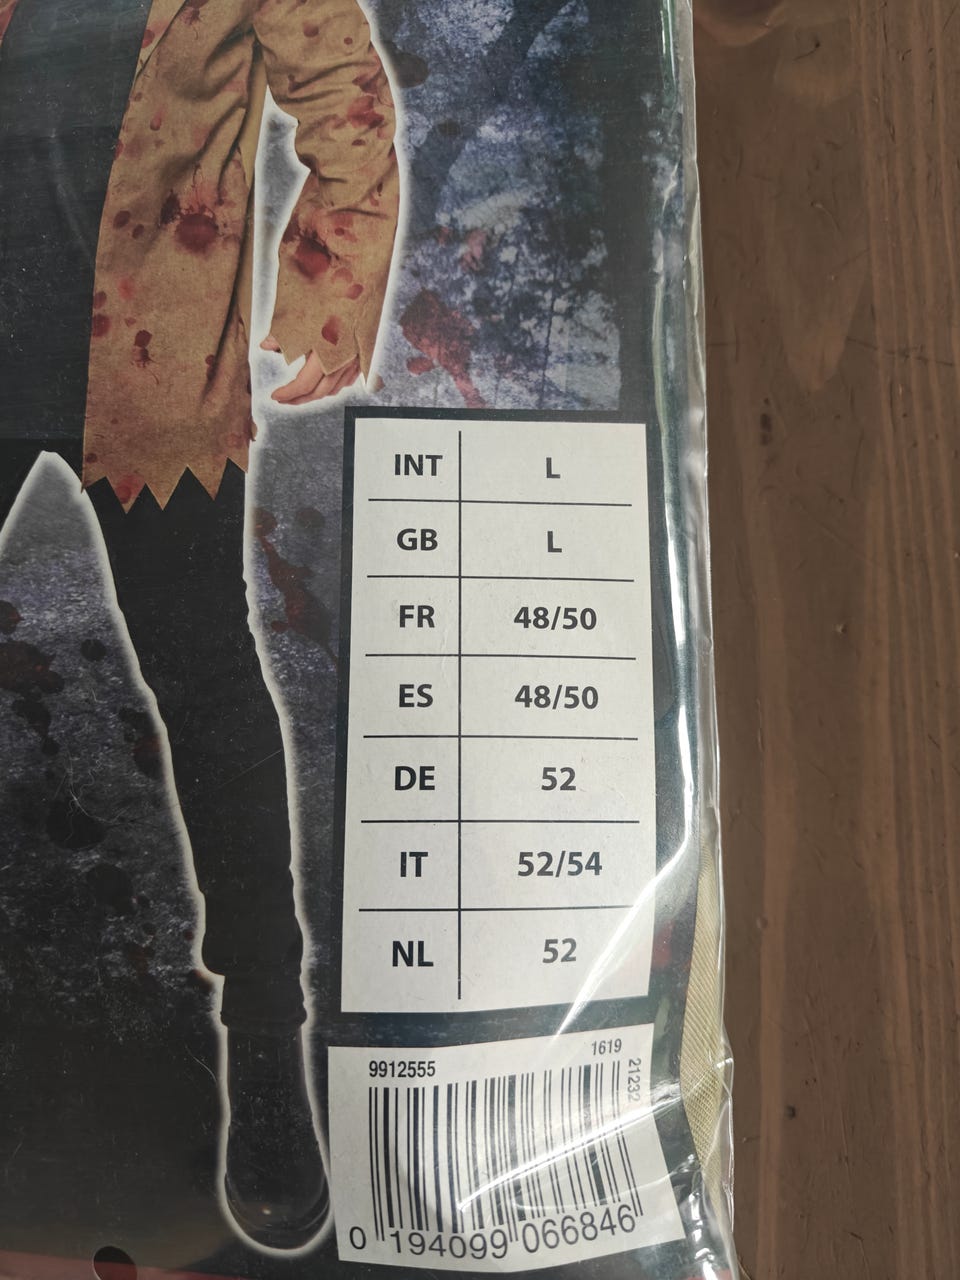 INT L
GB L
FR 48/50
ES 48/50
DE 52
IT 52/54
NL 52
9912555 1619
21232
0 194099 066846